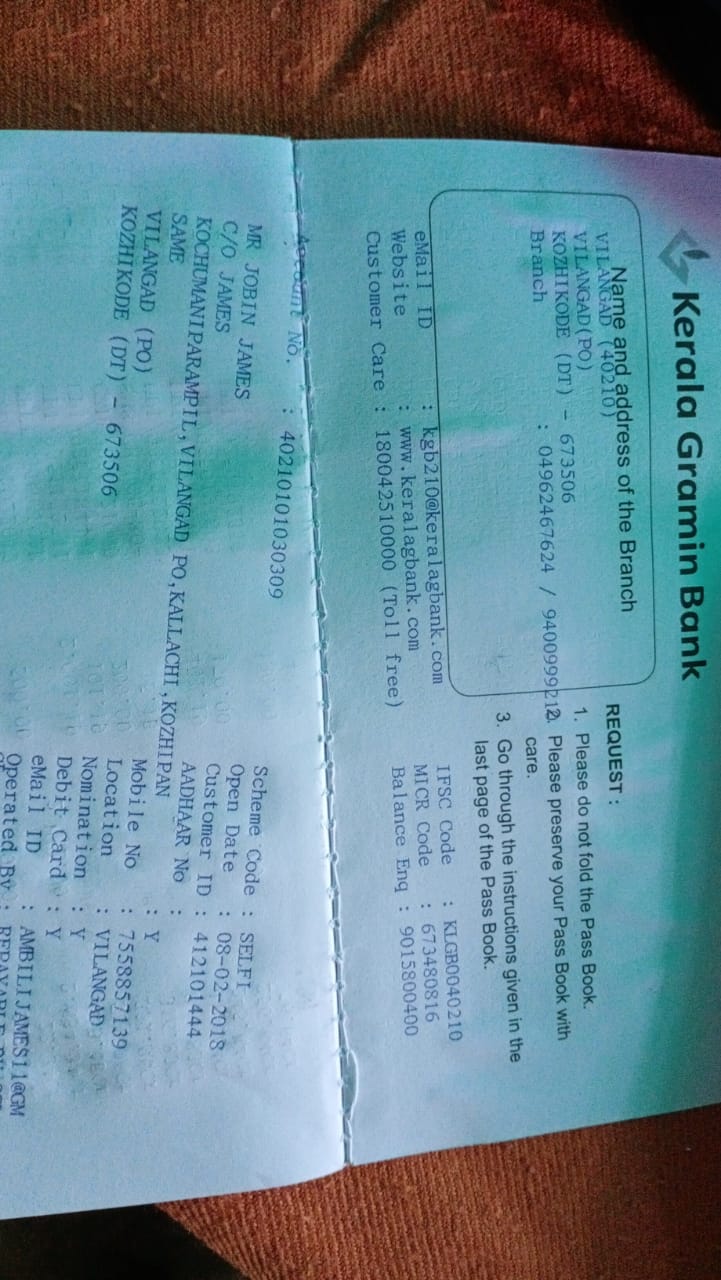 Kerala Gramin Bank
Name and address of the Branch
VILANGAD (40210)
VILANGAD(PO)
KOZHIKODE (DT) - 673506
Branch : 04962467624 / 9400999210
REQUEST :
1. Please do not fold the Pass Book.
2. Please preserve your Pass Book with
care.
3. Go through the instructions given in the
last page of the Pass Book.
eMail ID : kgb210@keralagbank.com
Website : www.keralagbank.com
Customer Care : 180042510000 (Toll free)
IFSC Code : KLGB0040210
MICR Code : 673480816
Balance Enq : 9015800400
Account No. : 40210101030309
MR JOBIN JAMES
C/O JAMES
KOCHUMANIPARAMPIL,VILANGAD PO,KALLACHI,KOZHIPAN
SAME
VILANGAD (PO)
KOZHIKODE (DT) - 673506
Scheme Code : SELFI
Open Date : 08-02-2018
Customer ID : 412101444
AADHAAR No :
: Y
Mobile No : 7558857139
Location : VILANGAD
Nomination : Y
Debit Card : Y
eMail ID : AMBILIJAMES11@GM
Operated By :